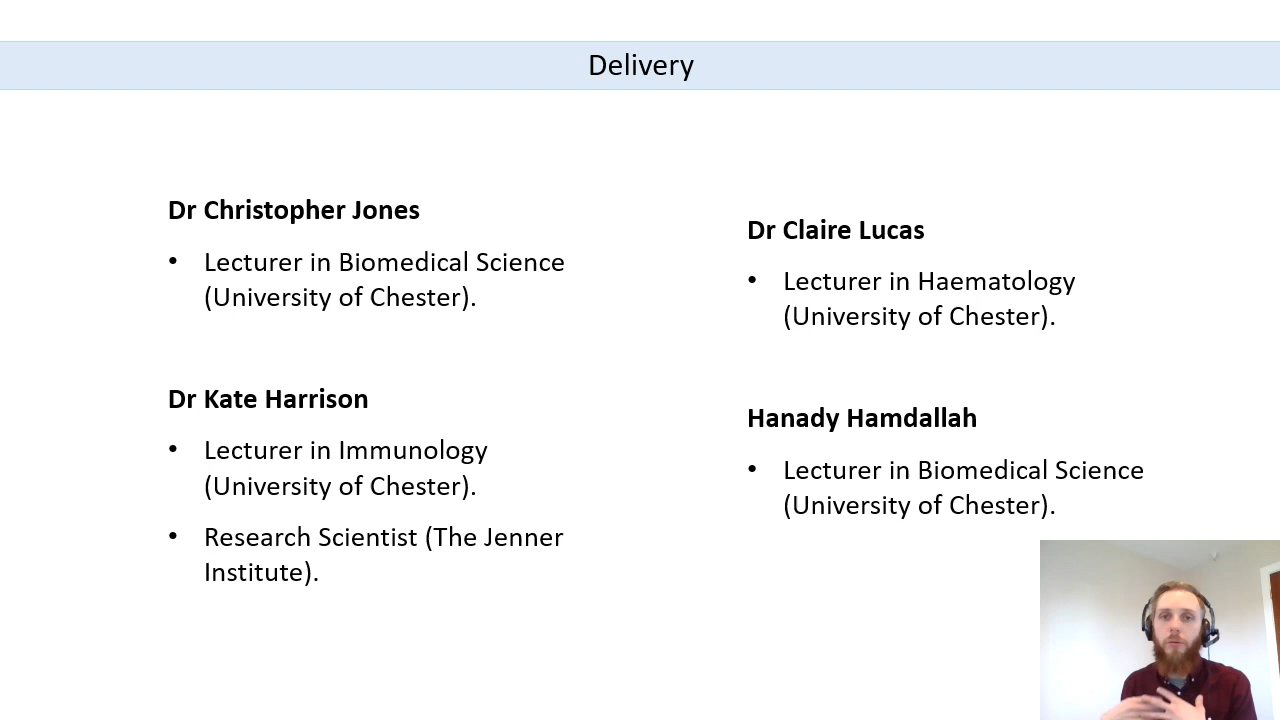 Delivery
Dr Christopher Jones
• Lecturer in Biomedical Science
(University of Chester).
Dr Kate Harrison
• Lecturer in Immunology
(University of Chester).
• Research Scientist (The Jenner
Institute).
Dr Claire Lucas
• Lecturer in Haematology
(University of Chester).
Hanady Hamdallah
• Lecturer in Biomedical Science
(University of Chester).